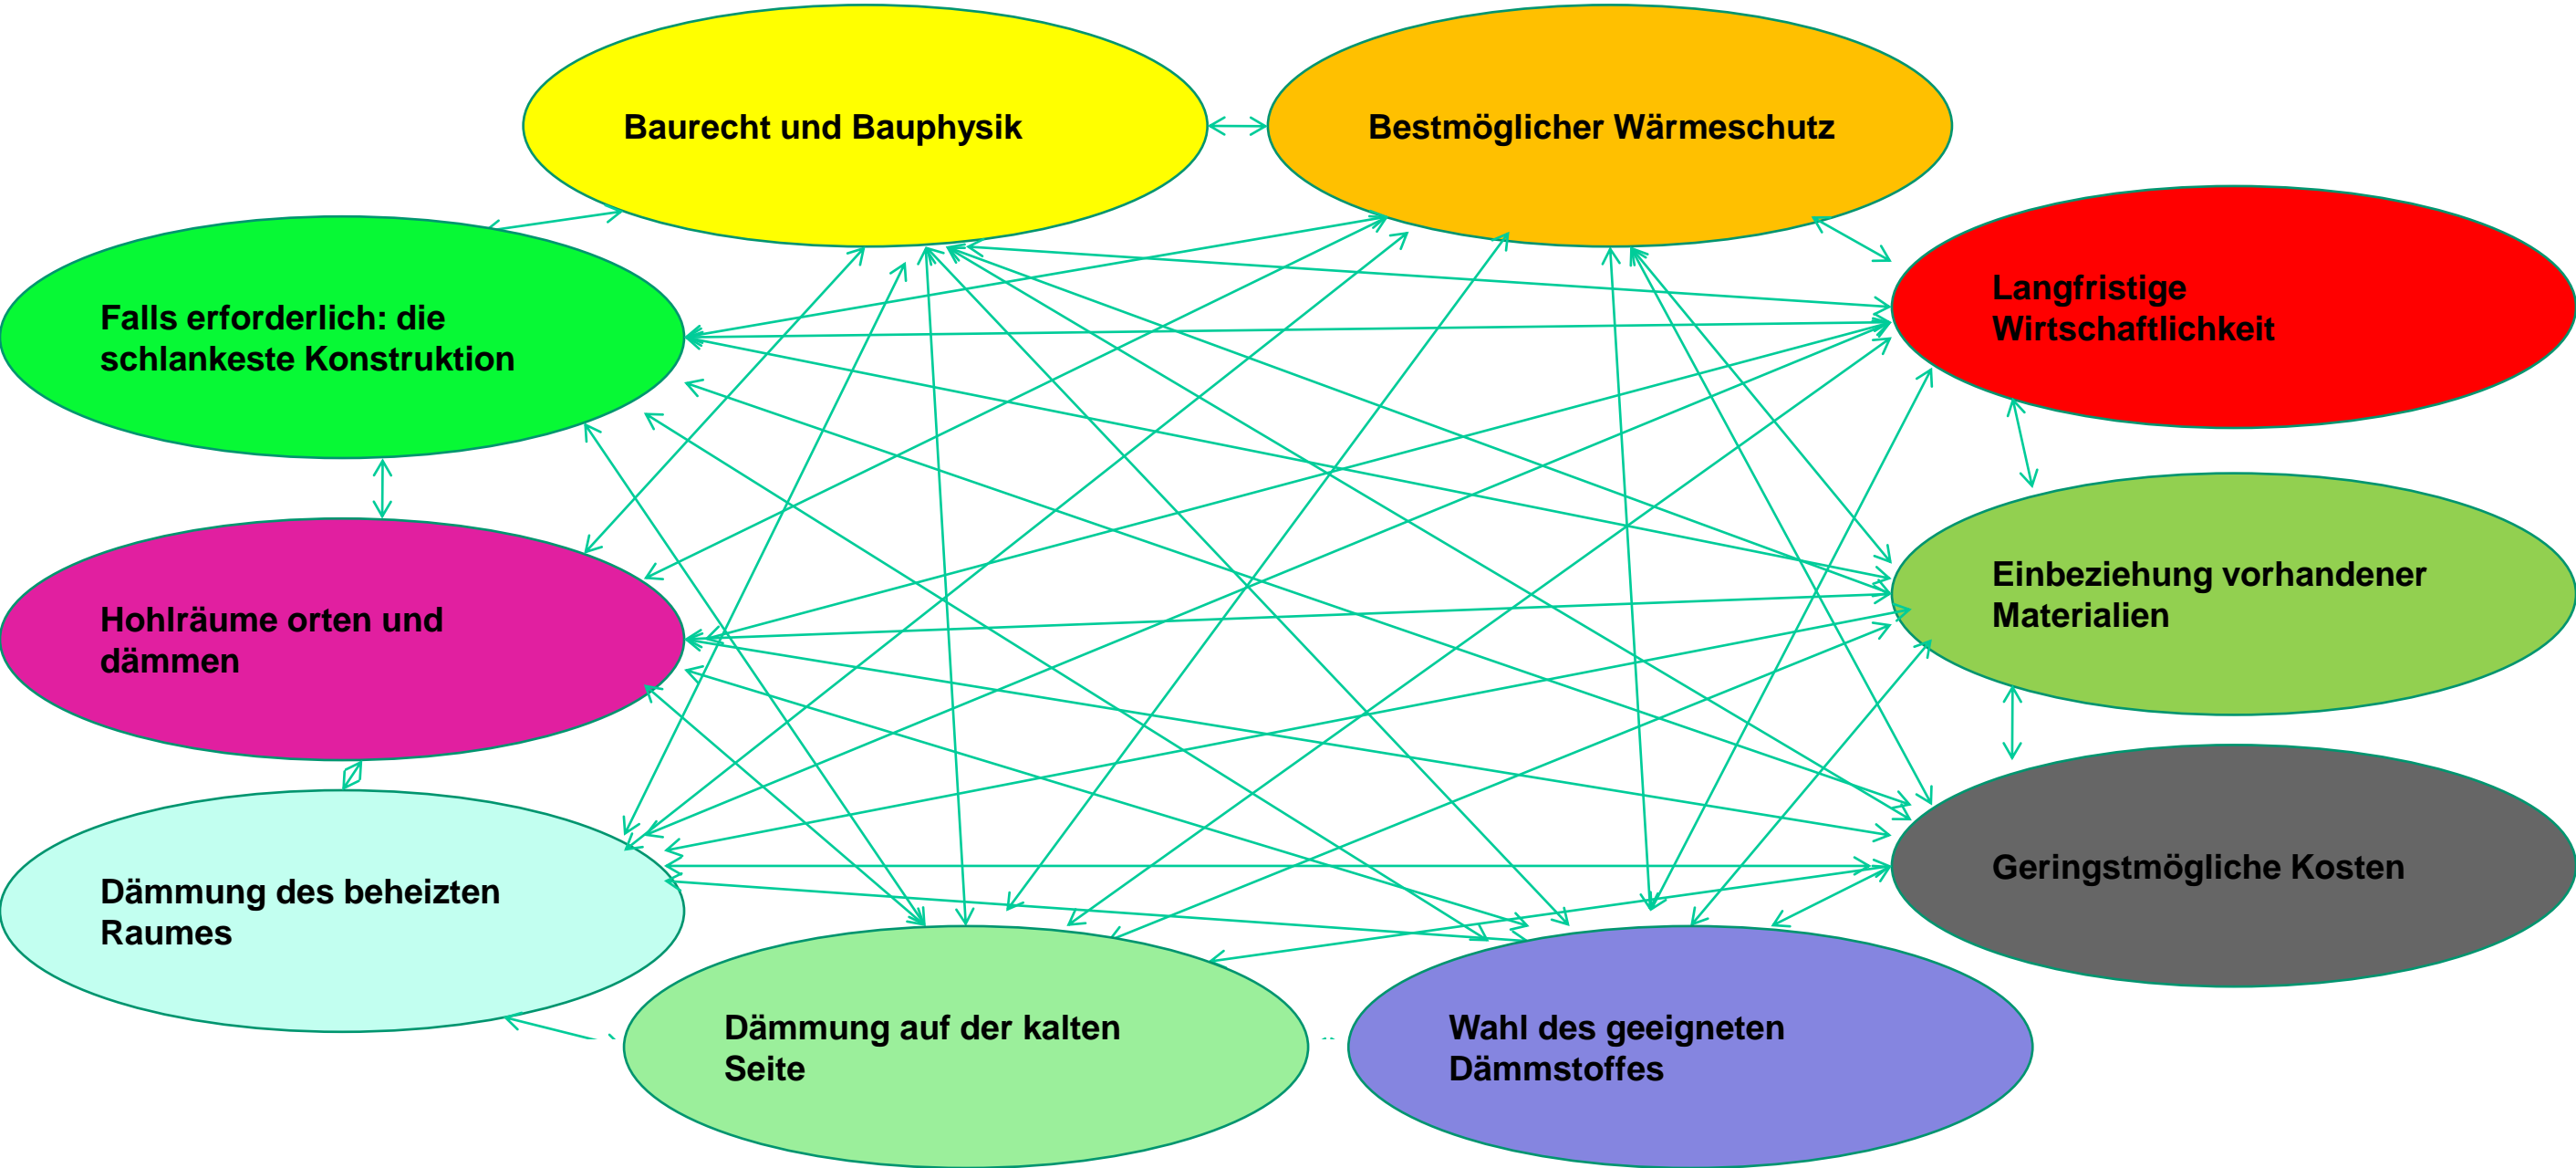 Baurecht und Bauphysik
Bestmöglicher Wärmeschutz
Langfristige
Wirtschaftlichkeit
Falls erforderlich: die
schlankeste Konstruktion
Einbeziehung vorhandener
Materialien
Hohlräume orten und
dämmen
Geringstmögliche Kosten
Dämmung des beheizten
Raumes
Dämmung auf der kalten
Seite
Wahl des geeigneten
Dämmstoffes